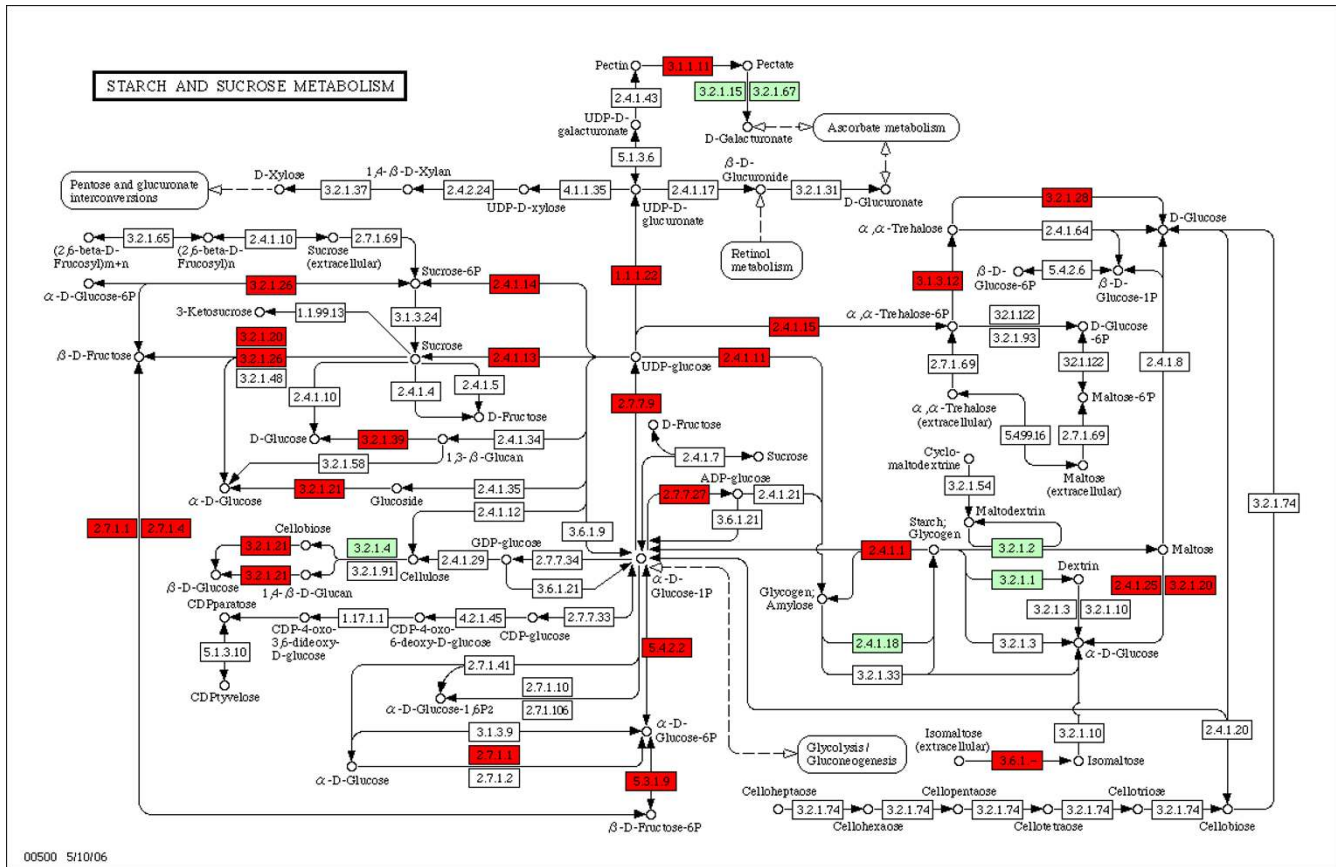 STARCH AND SUCROSE METABOLISM
Pectin
3.1.1.11
Pectate
2.4.1.43
3.2.1.15
3.2.1.67
UDP-D-
galacturonate
D-Galacturonate
Ascorbate metabolism
5.1.3.6
Pentose and glucuronate
interconversions
D-Xylose
3.2.1.37
1,4-β-D-Xylan
2.4.2.24
UDP-D-xylose
4.1.1.35
UDP-D-
glucuronate
2.4.1.17
β-D-
Glucuronide
3.2.1.31
D-Glucuronate
Retinol
metabolism
3.2.1.28
D-Glucose
α,α-Trehalose
2.4.1.64
β-D-
Glucose-6P
5.4.2.6
β-D-
Glucose-1P
3.1.3.12
(2,6-beta-D-
Frucosyl)m+n
3.2.1.65
(2,6-beta-D-
Frucosyl)n
2.4.1.10
Sucrose
(extracellular)
2.7.1.69
α-D-Glucose-6P
3.2.1.26
Sucrose-6P
2.4.1.14
1.1.1.22
3-Ketosucrose
1.1.99.13
3.1.3.24
2.4.1.15
α,α-Trehalose-6P
3.2.1.122
3.2.1.93
D-Glucose
-6P
β-D-Fructose
3.2.1.20
3.2.1.26
3.2.1.48
Sucrose
2.4.1.13
UDP-glucose
2.4.1.11
2.7.1.69
3.2.1.122
2.4.1.8
2.4.1.10
2.4.1.4
2.4.1.5
D-Fructose
2.7.7.9
α,α-Trehalose
(extracellular)
Maltose-6'P
D-Glucose
3.2.1.39
1,3-β-Glucan
2.4.1.34
D-Fructose
2.4.1.7
Sucrose
5.4.99.16
2.7.1.69
Maltose
(extracellular)
3.2.1.58
α-D-Glucose
3.2.1.21
Glucoside
2.4.1.35
2.4.1.12
ADP-glucose
2.7.7.27
2.4.1.21
3.6.1.21
Cyclo-
maltodextrine
3.2.1.54
Maltodextrin
3.2.1.74
2.7.1.1
2.7.1.4
Cellobiose
3.2.1.21
3.2.1.4
3.2.1.91
3.2.1.21
β-D-Glucose
1,4-β-D-Glucan
Cellulose
2.4.1.29
GDP-glucose
2.7.7.34
3.6.1.9
3.6.1.21
α-D-
Glucose-1P
2.4.1.1
Starch;
Glycogen
3.2.1.2
Maltose
3.2.1.1
Dextrin
2.4.1.25
3.2.1.20
Glycogen;
Amylose
3.2.1.3
3.2.1.10
CDPparatose
1.17.1.1
CDP-4-oxo-
3,6-dideoxy-
D-glucose
4.2.1.45
CDP-4-oxo-
6-deoxy-D-glucose
2.7.7.33
CDP-glucose
5.1.3.10
CDPtyvelose
5.4.2.2
2.4.1.18
3.2.1.3
α-D-Glucose
3.2.1.33
2.7.1.41
2.7.1.10
2.7.1.106
α-D-Glucose-1,6P2
3.1.3.9
α-D-
Glucose-6P
2.7.1.1
2.7.1.2
α-D-Glucose
5.3.1.9
β-D-Fructose-6P
Glycolysis/
Gluconeogenesis
Isomaltose
(extracellular)
3.6.1.-
Isomaltose
3.2.1.10
2.4.1.20
Celloheptaose
3.2.1.74
Cellohexaose
3.2.1.74
Cellopentaose
3.2.1.74
Cellotetraose
3.2.1.74
Cellotriose
3.2.1.74
Cellobiose
00500 5/10/06